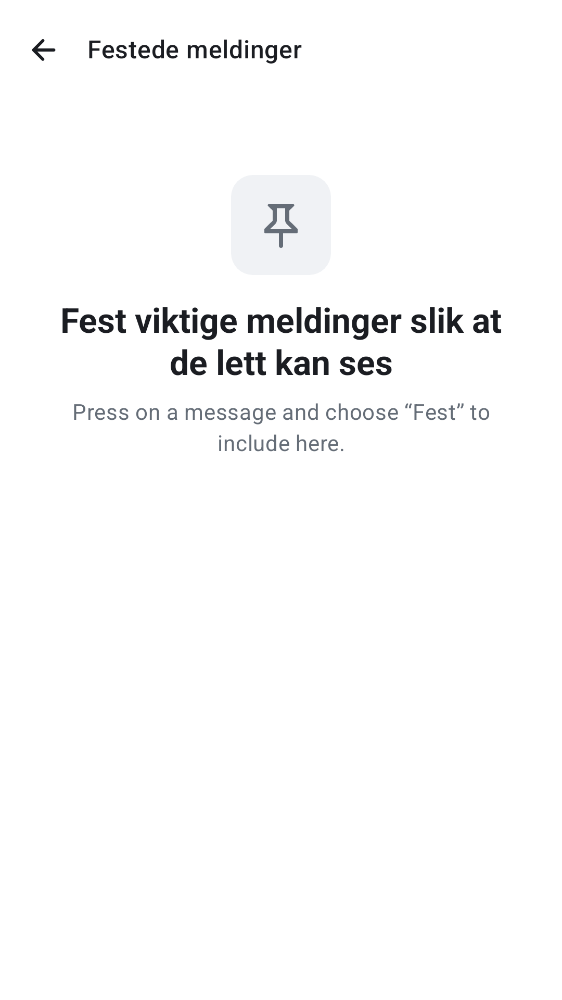 Festede meldinger
Fest viktige meldinger slik at
de lett kan ses
Press on a message and choose “Fest” to
include here.